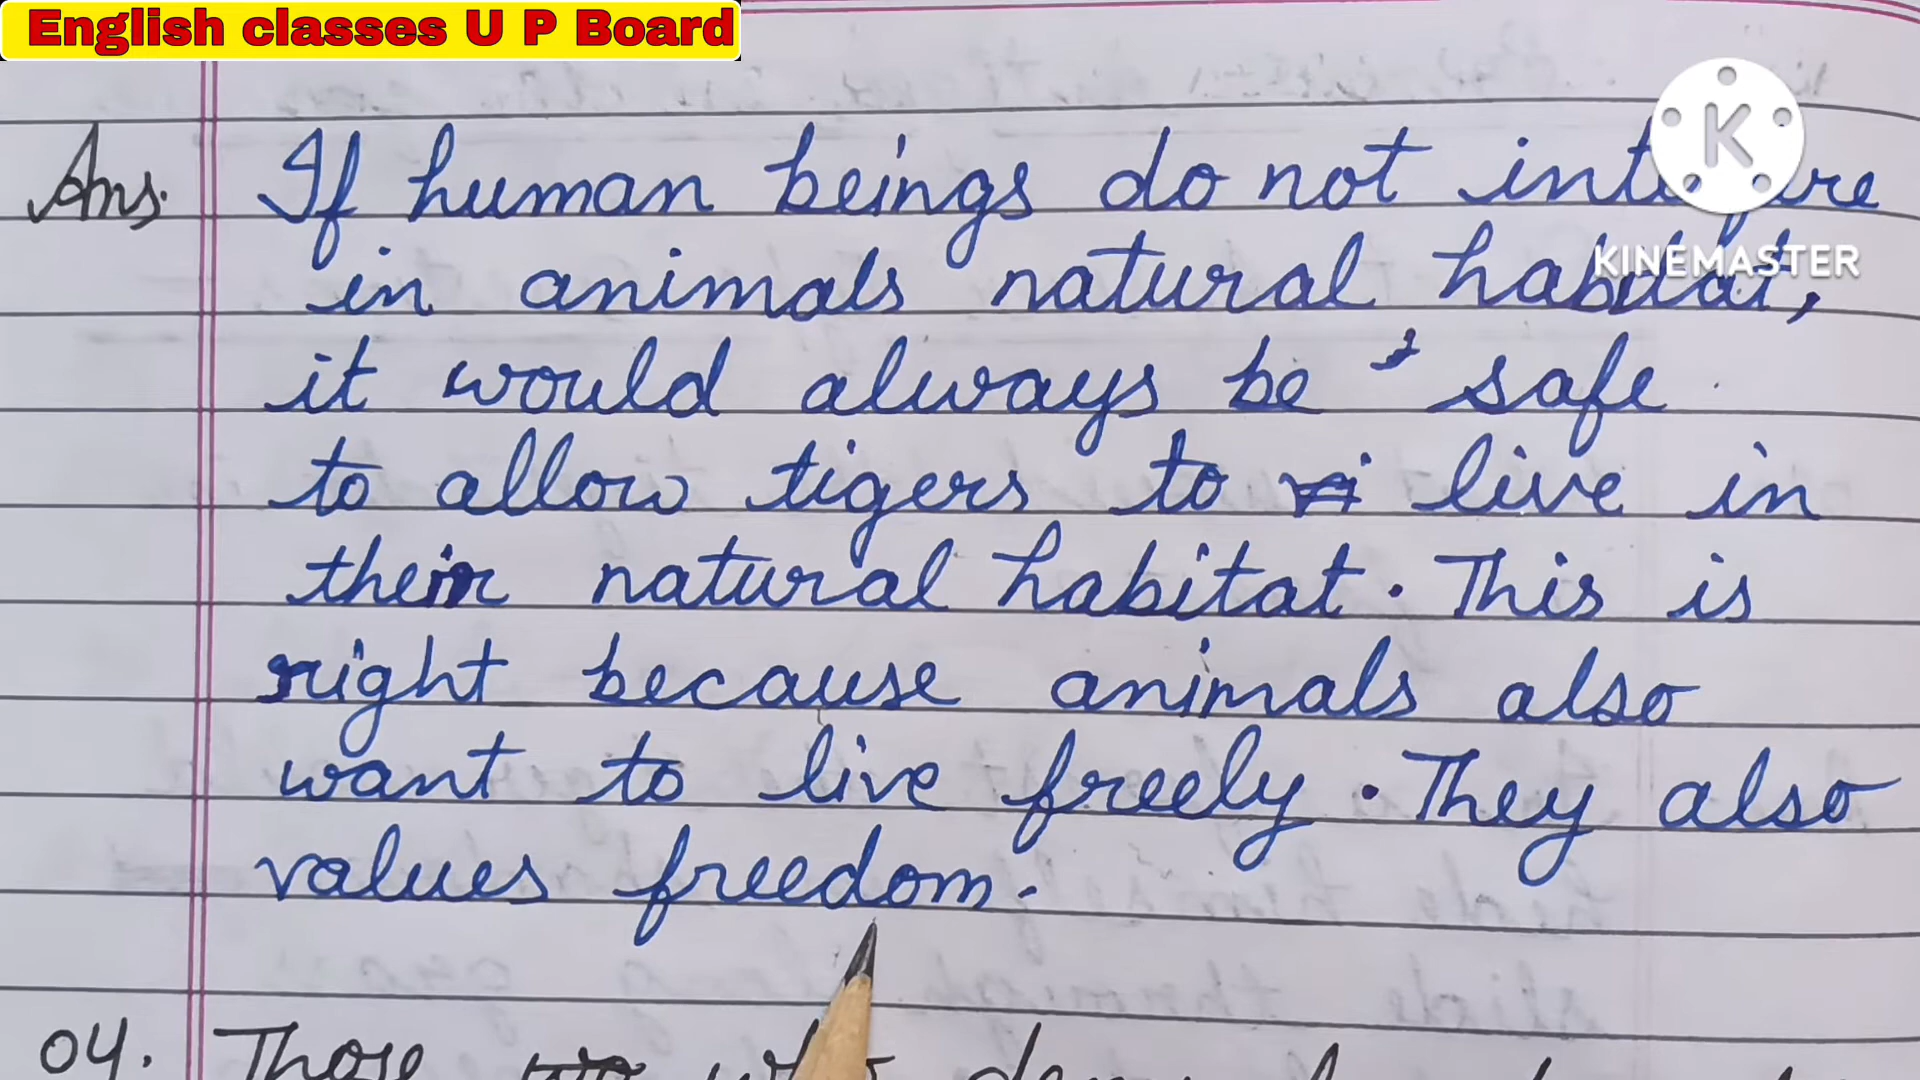 English classes U P Board
Ans. If human beings do not
in animals natural habitat,
KINEMASTER
it would always be safe
to allow tigers to live in
their natural habitat. This is
right because animals also
want to live freely. They also
values freedom.
04. Those